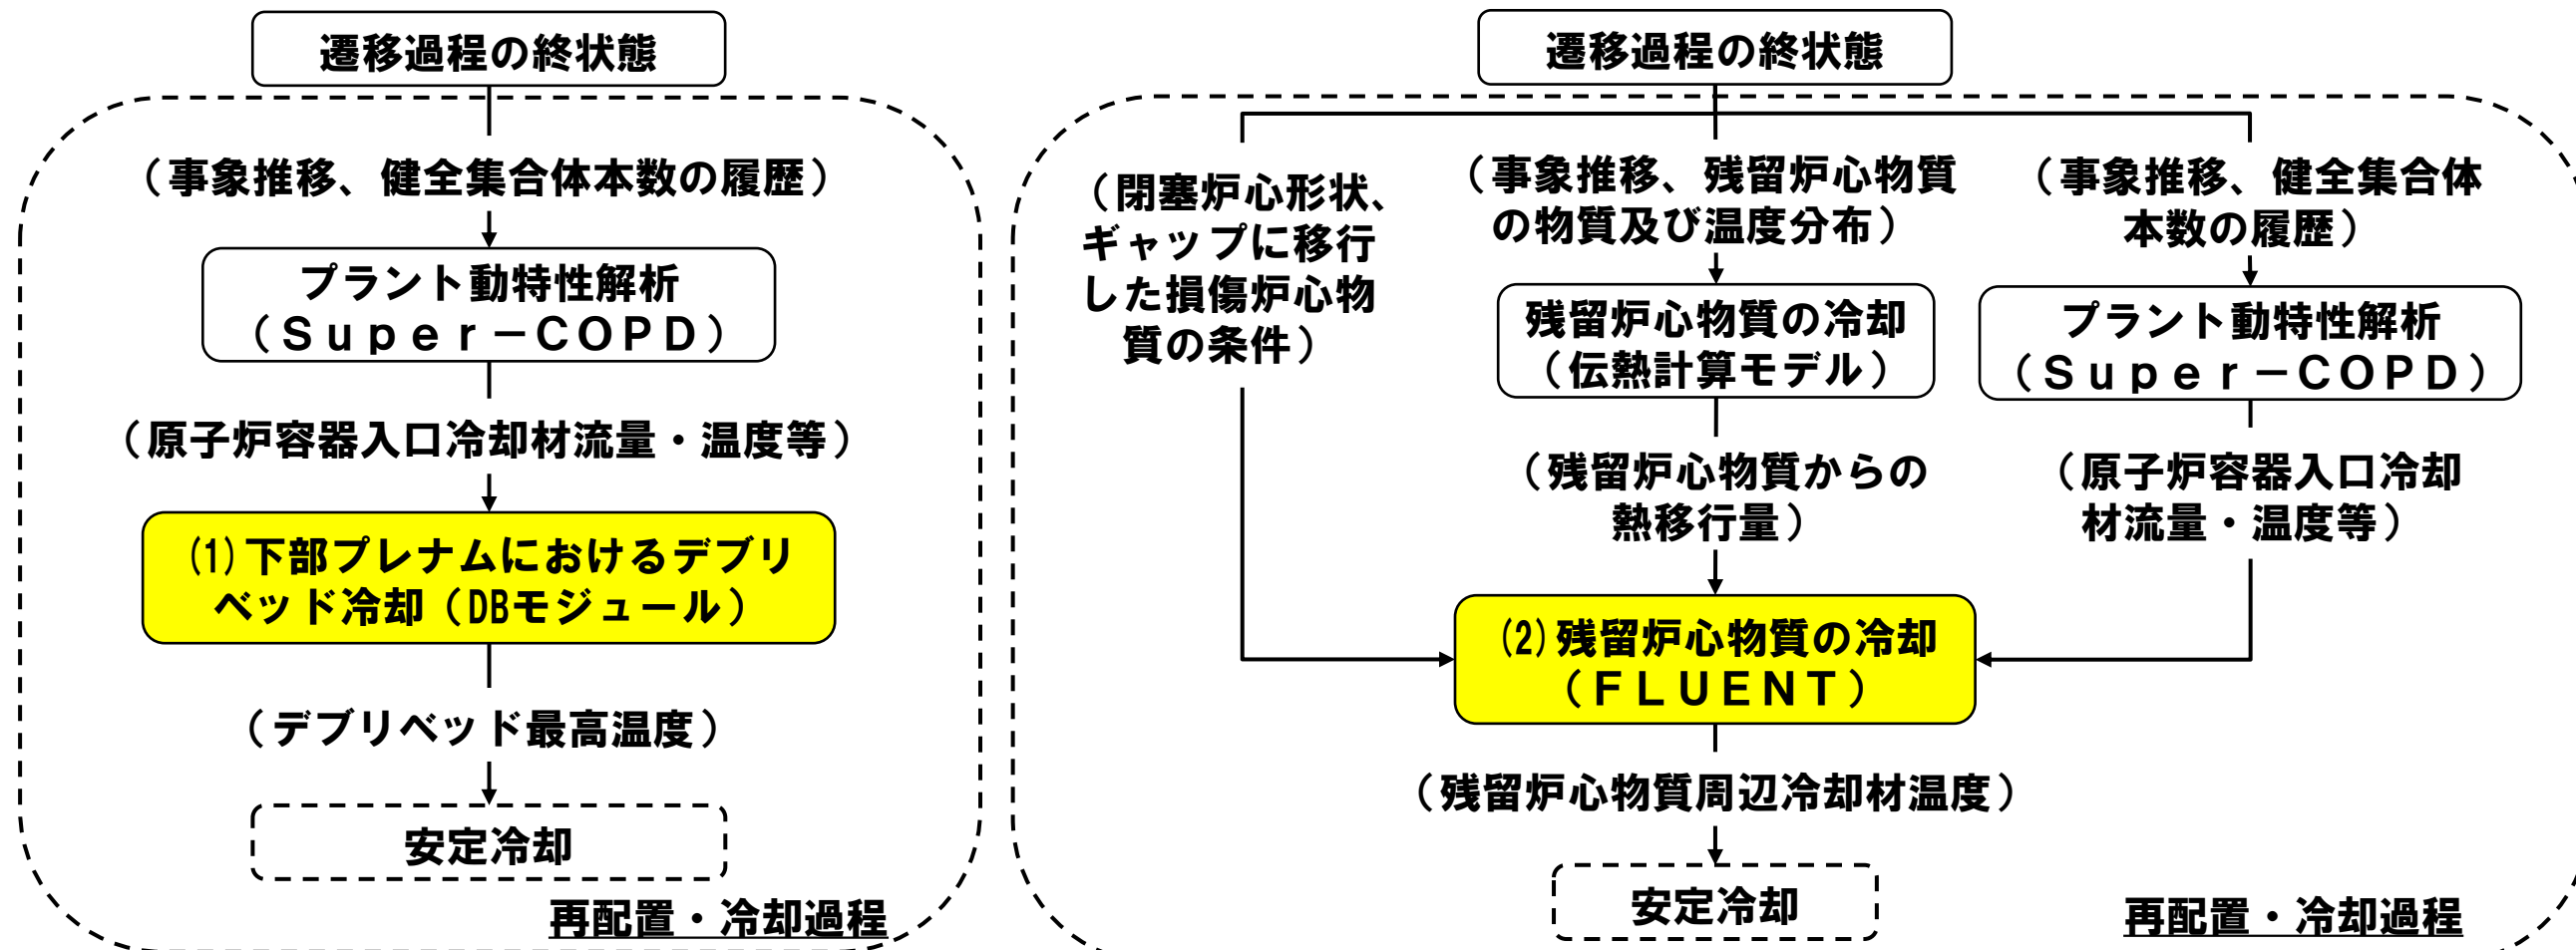 遷移過程の終状態
（事象推移、健全集合体本数の履歴）
プラント動特性解析
（Ｓｕｐｅｒ－ＣＯＰＤ）
（原子炉容器入口冷却材流量・温度等）
(1)下部プレナムにおけるデブリ
ベッド冷却（DBモジュール）
（デブリベッド最高温度）
安定冷却
再配置・冷却過程
遷移過程の終状態
（閉塞炉心形状、
ギャップに移行
した損傷炉心物
質の条件）
（事象推移、残留炉心物質
の物質及び温度分布）
残留炉心物質の冷却
（伝熱計算モデル）
（残留炉心物質からの
熱移行量）
（事象推移、健全集合体
本数の履歴）
プラント動特性解析
（Ｓｕｐｅｒ－ＣＯＰＤ）
（原子炉容器入口冷却
材流量・温度等）
(2)残留炉心物質の冷却
（ＦＬＵＥＮＴ）
（残留炉心物質周辺冷却材温度）
安定冷却
再配置・冷却過程